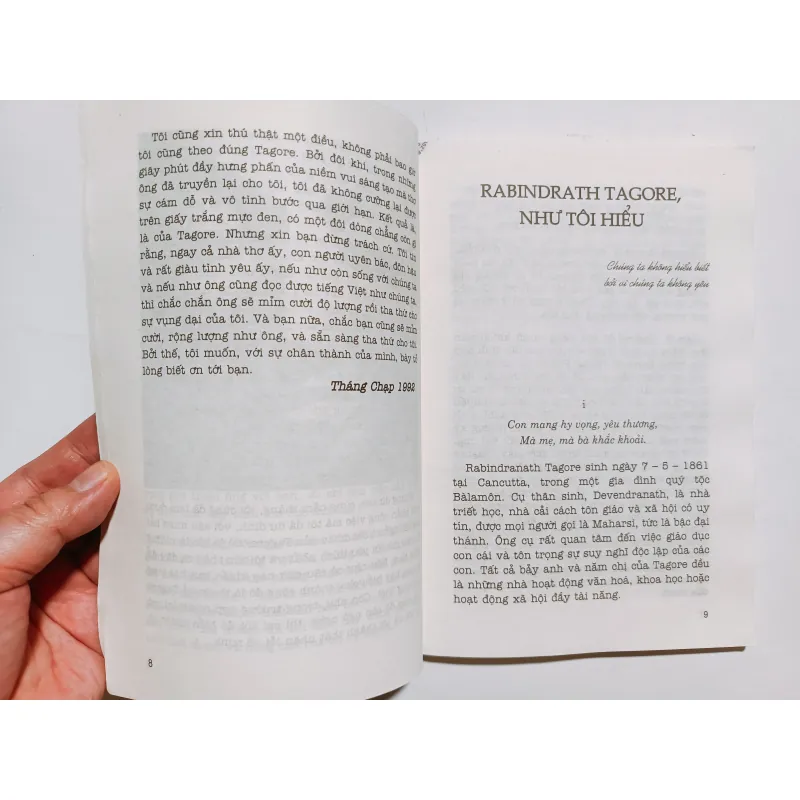 Tôi cũng xin thú thật một điều, không phải bao giờ
tôi cũng theo đúng Tagore. Bởi đôi khi, trong những
giây phút đầy hưng phấn của niềm vui sáng tạo mà thơ
ông đã truyền lại cho tôi, tôi đã không cưỡng lại được
sự cám dỗ và vô tình bước qua giới hạn. Kết quả là,
trên giấy trắng mực đen, có một đôi dòng chẳng còn gì
là của Tagore. Nhưng xin bạn đừng trách cứ. Tôi tin
rằng, ngay cả nhà thơ ấy, con người uyên bác, đôn hậu
và rất giàu tình yêu ấy, nếu như còn sống với chúng ta
và nếu như ông cũng đọc được tiếng Việt như chúng ta,
thì chắc chắn ông sẽ mỉm cười độ lượng rồi tha thứ cho
sự vụng dại của tôi. Và bạn nữa, chắc bạn cũng sẽ mỉm
cười, rộng lượng như ông, và sẵn sàng tha thứ cho tôi.
Bởi thế, tôi muốn, với sự chân thành của mình, bày tỏ
lòng biết ơn tới bạn.
Tháng Chạp 1992
8
RABINDRATH TAGORE,
NHƯ TÔI HIỂU
Chúng ta không hiểu biết
bởi vì chúng ta không yêu
i
Con mang hy vọng, yêu thương,
Mà mẹ, mà bà khắc khoải.
Rabindranath Tagore sinh ngày 7 – 5 – 1861
tại Cancutta, trong một gia đình quý tộc
Bàlamôn. Cụ thân sinh, Devendranath, là nhà
triết học, nhà cải cách tôn giáo và xã hội có uy
tín, được mọi người gọi là Maharsi, tức là bậc đại
thánh. Ông cụ rất quan tâm đến việc giáo dục
con cái và tôn trọng sự suy nghĩ độc lập của các
con. Tất cả bảy anh và năm chị của Tagore đều
là những nhà hoạt động văn hoá, khoa học hoặc
hoạt động xã hội đầy tài năng.
9